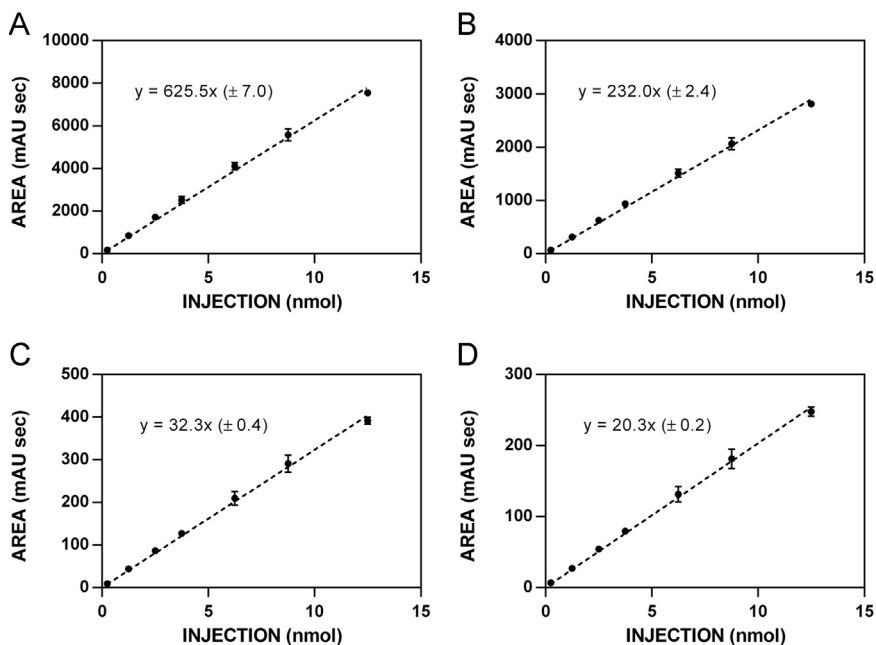 A
AREA (mAU sec)
10000
8000
6000
4000
2000
0
y = 625.5x (± 7.0)
0 5 10 15
INJECTION (nmol)
B
AREA (mAU sec)
4000
3000
2000
1000
0
y = 232.0x (± 2.4)
0 5 10 15
INJECTION (nmol)
C
AREA (mAU sec)
500
400
300
200
100
0
y = 32.3x (± 0.4)
0 5 10 15
INJECTION (nmol)
D
AREA (mAU sec)
300
200
100
0
y = 20.3x (± 0.2)
0 5 10 15
INJECTION (nmol)